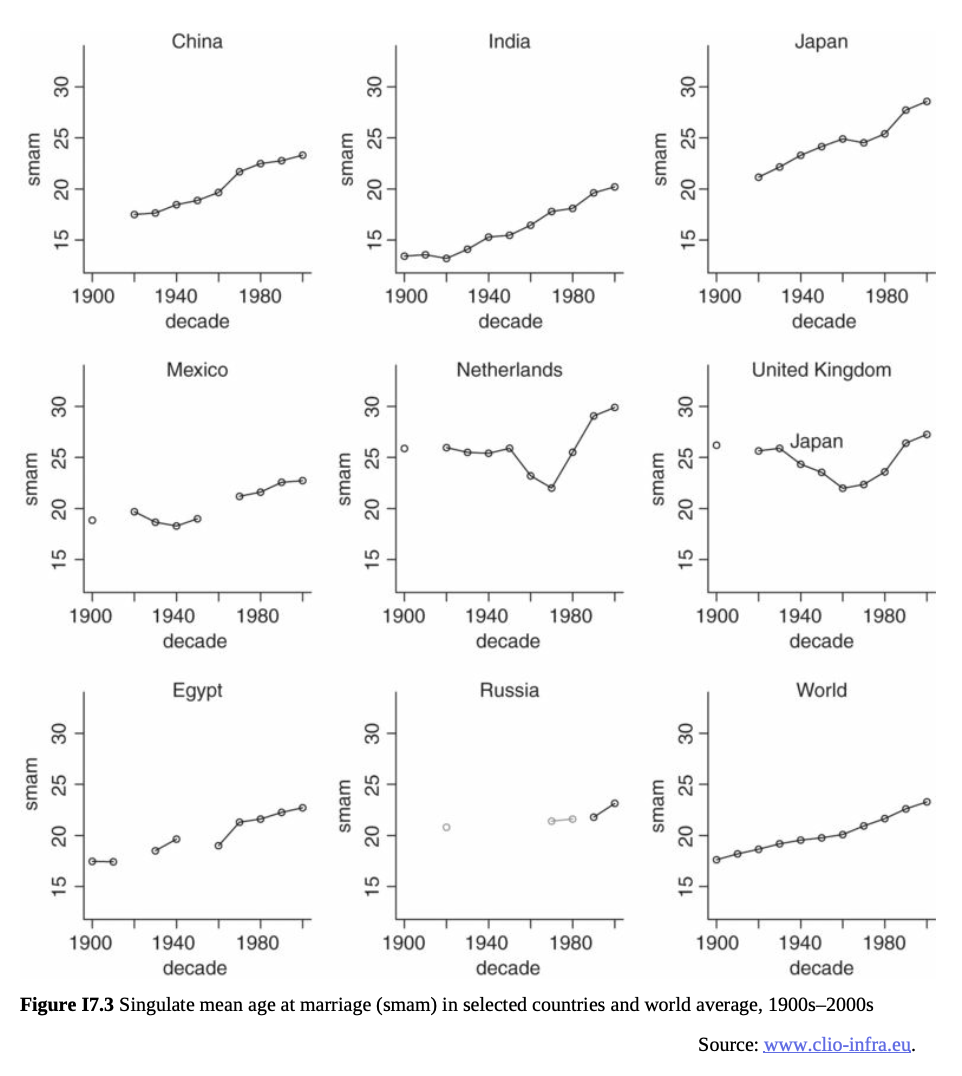 China India Japan
30 30 30
25 25 25
20 20 20
15 15 15
smam smam smam
1900 1940 1980 1900 1940 1980 1900 1940 1980
decade decade decade
Mexico Netherlands United Kingdom
30 30 30
Japan
25 25 25
20 20 20
15 15 15
smam smam smam
1900 1940 1980 1900 1940 1980 1900 1940 1980
decade decade decade
Egypt Russia World
30 30 30
25 25 25
20 20 20
15 15 15
smam smam smam
1900 1940 1980 1900 1940 1980 1900 1940 1980
decade decade decade
Figure I7.3 Singulate mean age at marriage (smam) in selected countries and world average, 1900s–2000s
Source: www.clio-infra.eu.